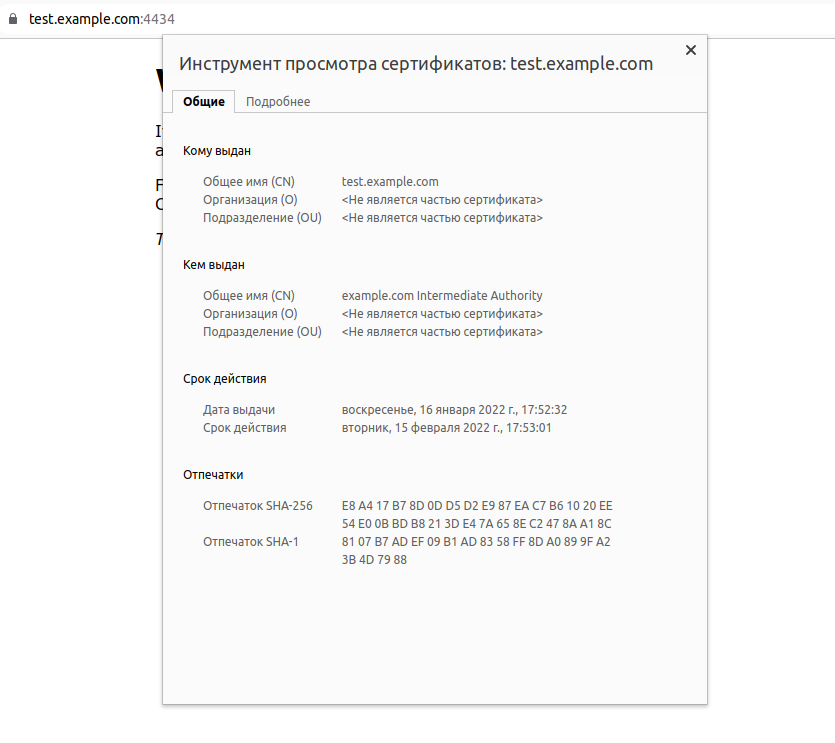 test.example.com:4434
Инструмент просмотра сертификатов: test.example.com
Общие Подробнее
Кому выдан
Общее имя (CN) test.example.com
Организация (O) <Не является частью сертификата>
Подразделение (OU) <Не является частью сертификата>
Кем выдан
Общее имя (CN) example.com Intermediate Authority
Организация (O) <Не является частью сертификата>
Подразделение (OU) <Не является частью сертификата>
Срок действия
Дата выдачи воскресенье, 16 января 2022 г., 17:52:32
Срок действия вторник, 15 февраля 2022 г., 17:53:01
Отпечатки
Отпечаток SHA-256 E8 A4 17 B7 8D 0D D5 D2 E9 87 EA C7 B6 10 20 EE
54 E0 0B BD B8 21 3D E4 7A 65 8E C2 47 8A A1 8C
Отпечаток SHA-1 81 07 B7 AD EF 09 B1 AD 83 58 FF 8D A0 89 9F A2
3B 4D 79 88